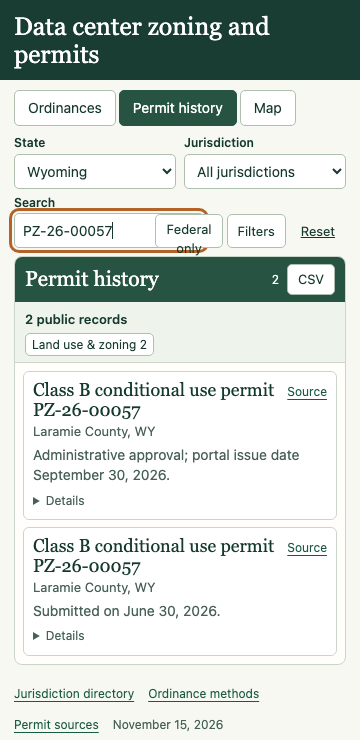 Data center zoning and
permits
Ordinances Permit history Map
State Jurisdiction
Wyoming All jurisdictions
Search
PZ-26-00057 Federal only Filters Reset
Permit history 2 CSV
2 public records
Land use & zoning 2
Class B conditional use permit Source
PZ-26-00057
Laramie County, WY
Administrative approval; portal issue date
September 30, 2026.
Details
Class B conditional use permit Source
PZ-26-00057
Laramie County, WY
Submitted on June 30, 2026.
Details
Jurisdiction directory Ordinance methods
Permit sources November 15, 2026